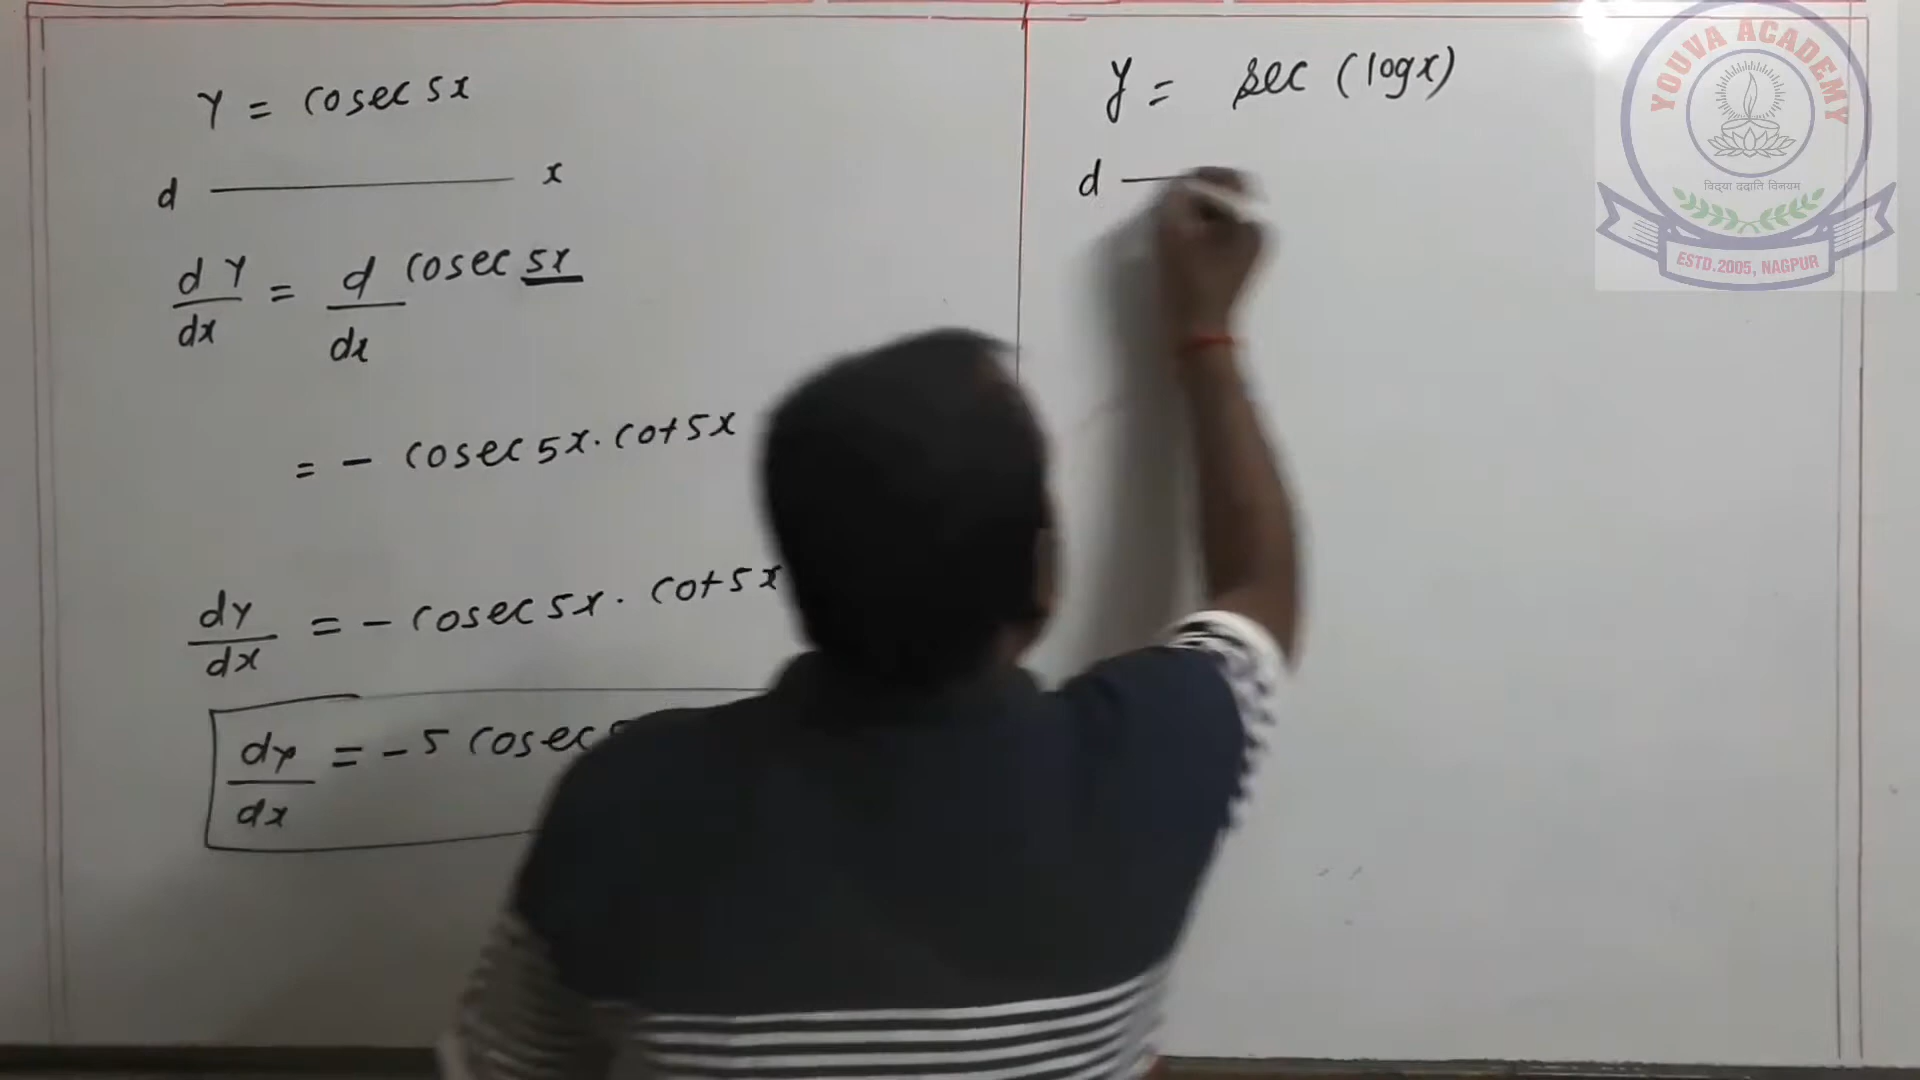 Y = cosec 5x
d ———— x
dY/dx = d/dx cosec 5x
= - cosec 5x . cot 5x
dy/dx = - cosec 5x . cot 5x
dy/dx = -5 cosec
y = sec (log x)
d —
YOUVA ACADEMY
विद्या ददाति विनयम
ESTD.2005, NAGPUR